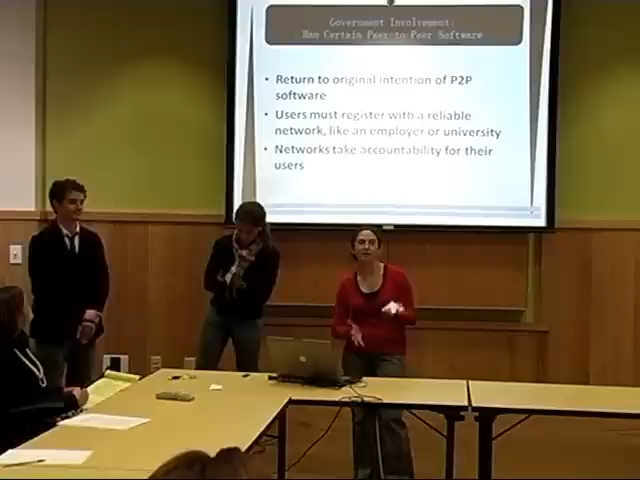 Government Involvement:
Ban Certain Peer to Peer Software
• Return to original intention of P2P
software
• Users must register with a reliable
network, like an employer or university
• Networks take accountability for their
users